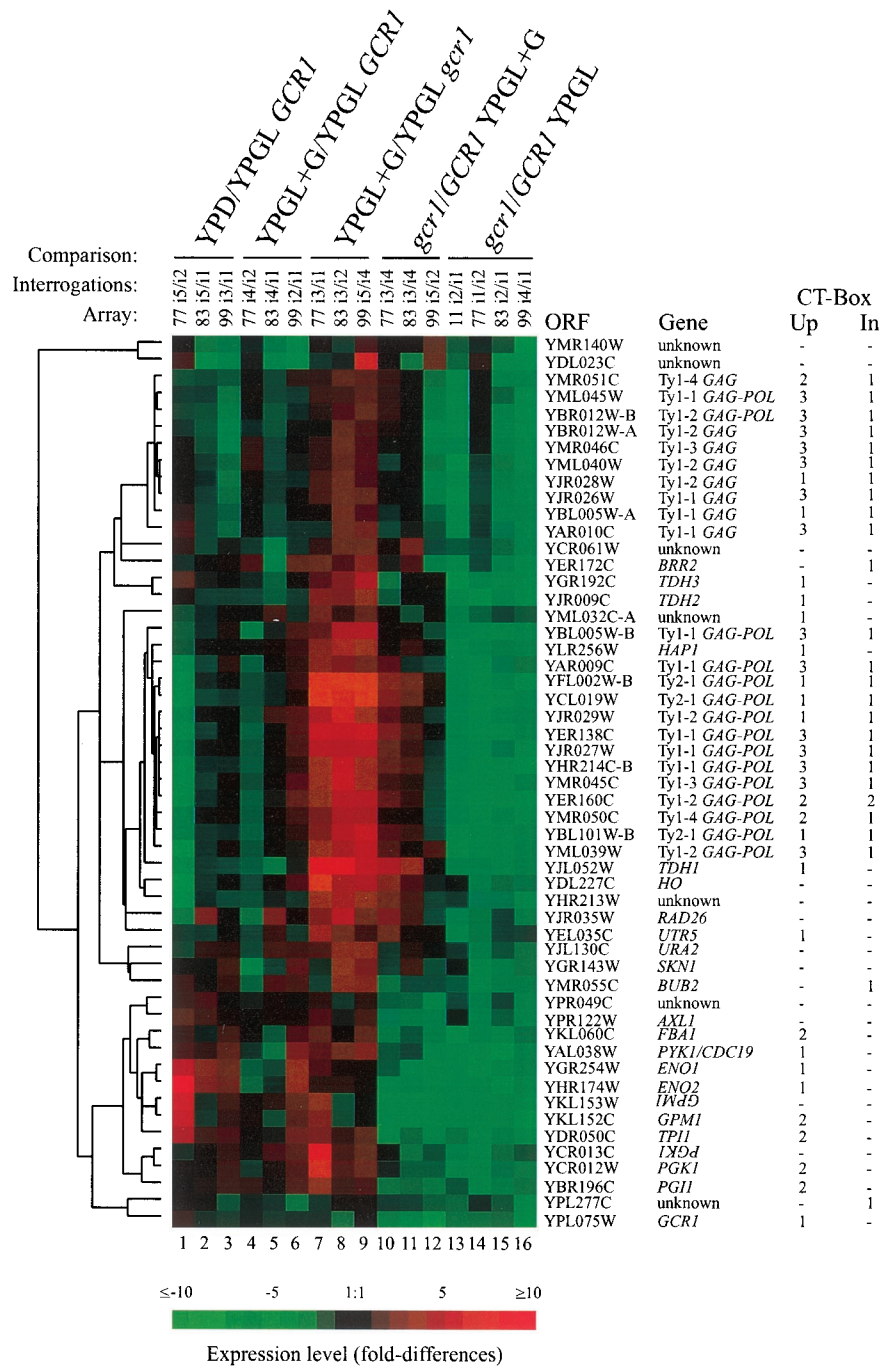 YPD/YPGL GCR1
YPGL+G/YPGL GCR1
YPGL+G/YPGL gcr1
gcr1/GCR1 YPGL+G
gcr1/GCR1 YPGL
Comparison:
Interrogations:
Array:
77 i5/i2
83 i5/i1
99 i3/i1
77 i4/i2
83 i4/i1
99 i2/i1
77 i3/i1
83 i3/i2
99 i5/i4
77 i3/i4
83 i3/i4
99 i5/i2
11 i2/i1
77 i1/i2
83 i2/i1
99 i4/i1
CT-Box
ORF Gene Up In
YMR140W unknown - -
YDL023C unknown - -
YMR051C Ty1-4 GAG 2 1
YML045W Ty1-1 GAG-POL 3 1
YBR012W-B Ty1-2 GAG-POL 3 1
YBR012W-A Ty1-2 GAG 3 1
YMR046C Ty1-3 GAG 3 1
YML040W Ty1-2 GAG 3 1
YJR028W Ty1-2 GAG 1 1
YJR026W Ty1-1 GAG 3 1
YBL005W-A Ty1-1 GAG 1 1
YAR010C Ty1-1 GAG 3 1
YCR061W unknown - -
YER172C BRR2 - 1
YGR192C TDH3 1 -
YJR009C TDH2 1 -
YML032C-A unknown 1 -
YBL005W-B Ty1-1 GAG-POL 3 1
YLR256W HAP1 1 -
YAR009C Ty1-1 GAG-POL 3 1
YFL002W-B Ty2-1 GAG-POL 1 1
YCL019W Ty2-1 GAG-POL 1 1
YJR029W Ty1-2 GAG-POL 1 1
YER138C Ty1-1 GAG-POL 3 1
YJR027W Ty1-1 GAG-POL 3 1
YHR214C-B Ty1-1 GAG-POL 3 1
YMR045C Ty1-3 GAG-POL 3 1
YER160C Ty1-2 GAG-POL 2 2
YMR050C Ty1-4 GAG-POL 2 1
YBL101W-B Ty2-1 GAG-POL 1 1
YML039W Ty1-2 GAG-POL 3 1
YJL052W TDH1 1 -
YDL227C HO - -
YHR213W unknown - -
YJR035W RAD26 - -
YEL035C UTR5 1 -
YJL130C URA2 - -
YGR143W SKN1 - -
YMR055C BUB2 - 1
YPR049C unknown - -
YPR122W AXL1 - -
YKL060C FBA1 2 -
YAL038W PYK1/CDC19 1 -
YGR254W ENO1 1 -
YHR174W ENO2 1 -
YKL153W GPM1 - -
YKL152C GPM1 2 -
YDR050C TPI1 2 -
YCR013C PGK1 - -
YCR012W PGK1 2 -
YBR196C PGI1 2 -
YPL277C unknown - 1
YPL075W GCR1 1 -
1 2 3 4 5 6 7 8 9 10 11 12 13 14 15 16
≤-10 -5 1:1 5 ≥10
Expression level (fold-differences)